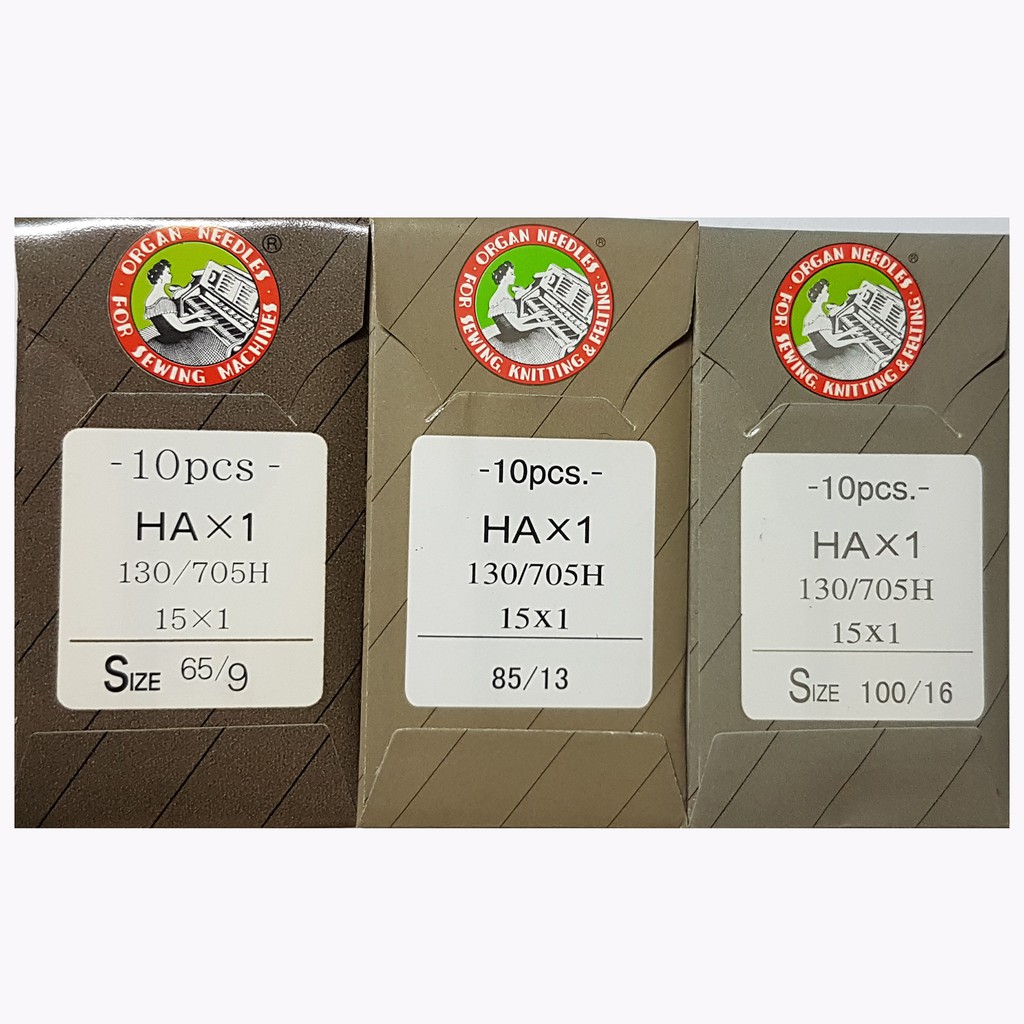 ORGAN NEEDLES ®
· FOR SEWING MACHINES ·
-10pcs-
HA×1
130/705H
15×1
SIZE 65/9
ORGAN NEEDLES ®
· FOR SEWING, KNITTING & FELTING ·
-10pcs.-
HA×1
130/705H
15x1
85/13
ORGAN NEEDLES ®
· FOR SEWING, KNITTING & FELTING ·
-10pcs.-
HA×1
130/705H
15x1
SIZE 100/16